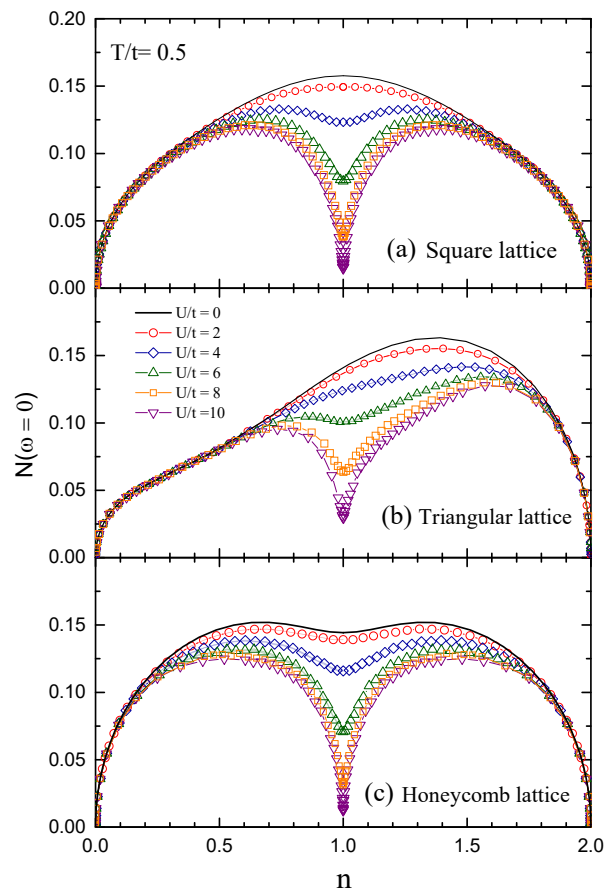 0.20
T/t= 0.5
0.15
0.10
0.05
(a) Square lattice
0.00
U/t = 0
U/t = 2
U/t = 4
U/t = 6
U/t = 8
U/t =10
0.15
0.10
0.05
(b) Triangular lattice
0.00
N(ω = 0)
0.15
0.10
0.05
(c) Honeycomb lattice
0.00
0.0 0.5 1.0 1.5 2.0
n